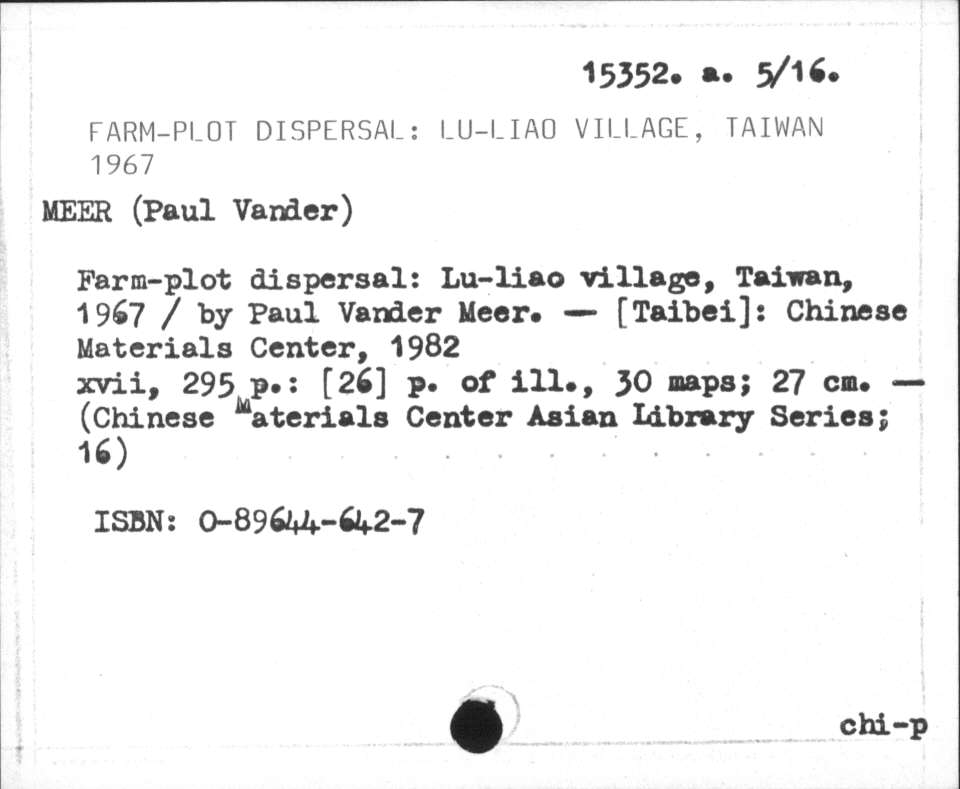 15352. a. 5/16.
FARM-PLOT DISPERSAL: LU-LIAO VILLAGE, TAIWAN
1967
MEER (Paul Vander)
Farm-plot dispersal: Lu-liao village, Taiwan,
1967 / by Paul Vander Meer. — [Taibei]: Chinese
Materials Center, 1982
xvii, 295 p.: [26] p. of ill., 30 maps; 27 cm. —
(Chinese Materials Center Asian Library Series;
16)
ISBN: 0-89644-642-7
chi-p